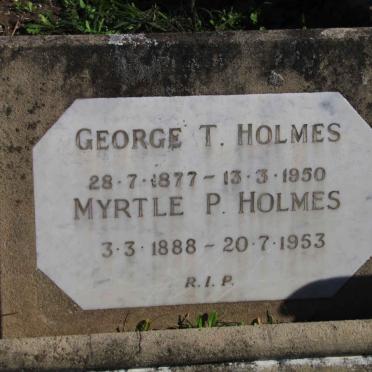 GEORGE T. HOLMES
28·7·1877 – 13·3·1950
MYRTLE P. HOLMES
3·3·1888 – 20·7·1953
R.I.P.